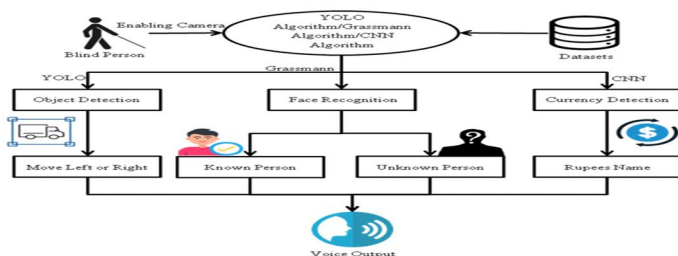 YOLO
Enabling Camera
Algorithm/Grassmann
Algorithm/CNN
Algorithm
Blind Person
Datasets
Grassmann
YOLO
CNN
Object Detection
Face Recognition
Currency Detection
?
$
Move Left or Right
Known Person
Unknown Person
Rupees Name
Voice Output